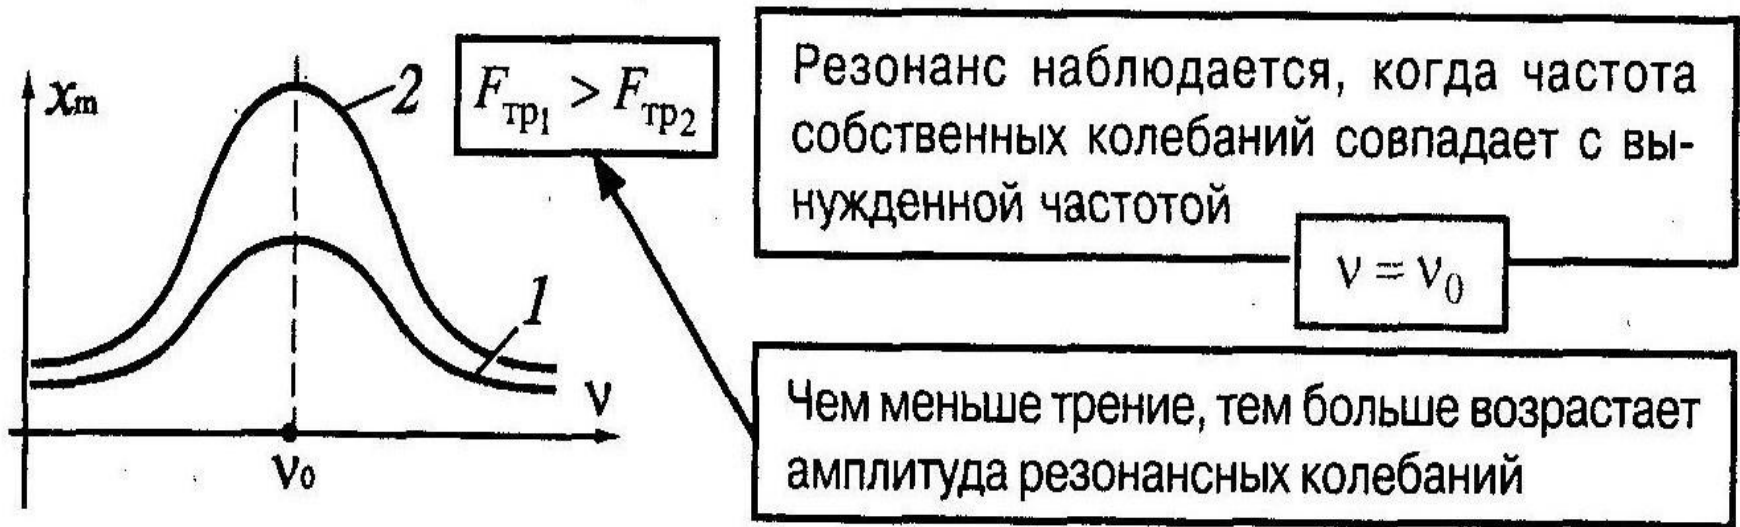 xm
2
1
ν
ν₀
Fтр₁ > Fтр₂
Резонанс наблюдается, когда частота
собственных колебаний совпадает с вы-
нужденной частотой
ν = ν₀
Чем меньше трение, тем больше возрастает
амплитуда резонансных колебаний